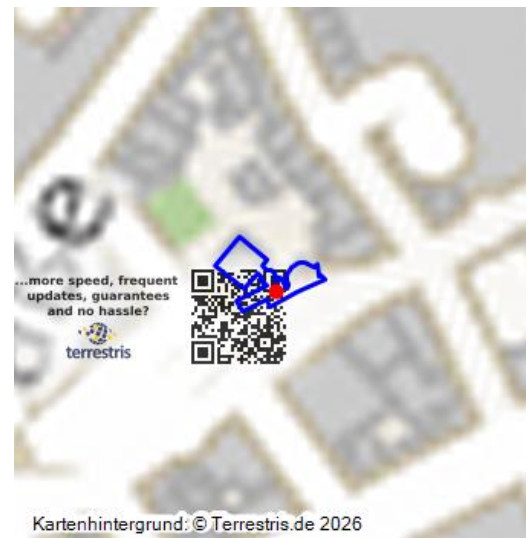 e
...more speed, frequent
updates, guarantees
and no hassle?
terrestris
Kartenhintergrund: © Terrestris.de 2026